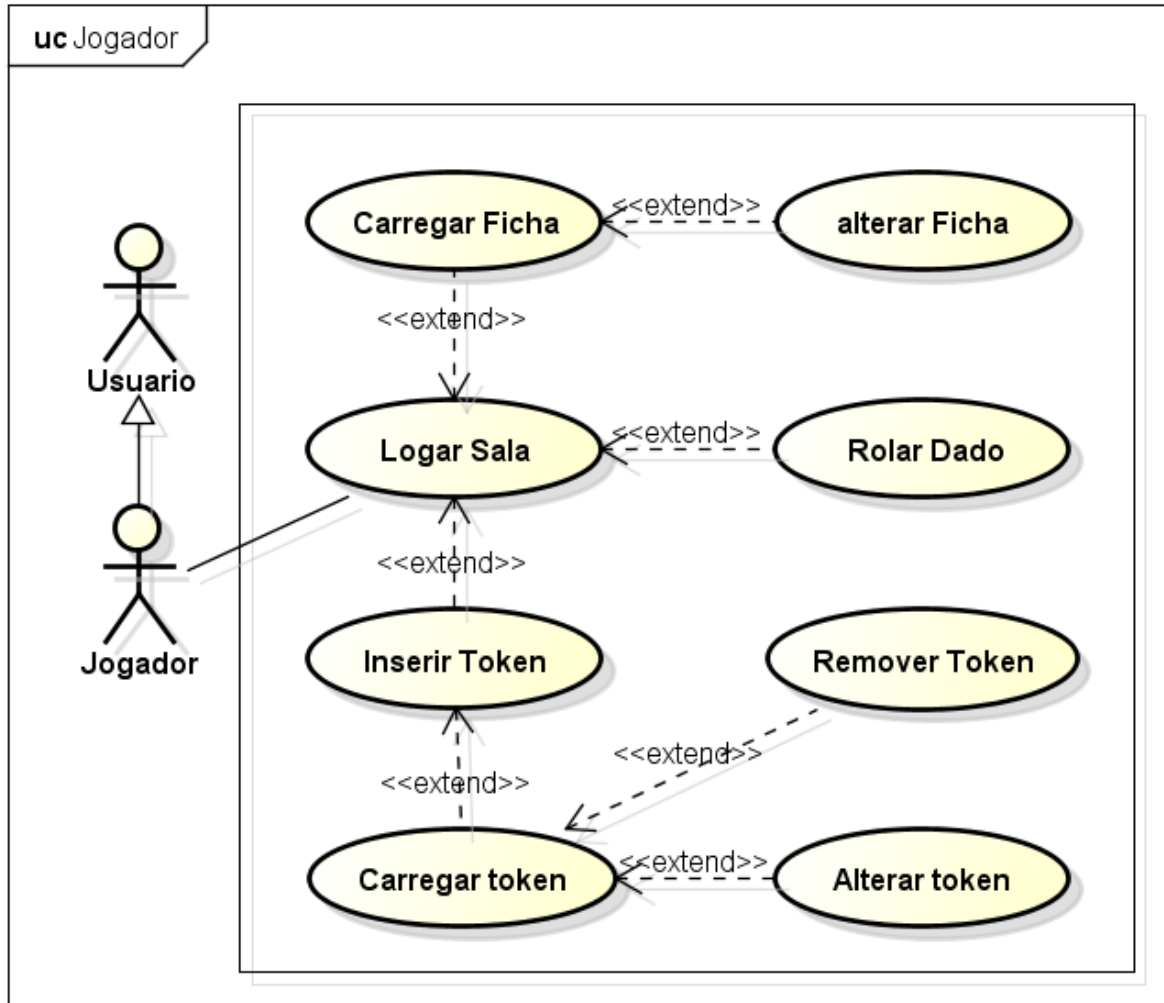 uc Jogador
Carregar Ficha
<<extend>>
alterar Ficha
<<extend>>
Usuario
Logar Sala
<<extend>>
Rolar Dado
<<extend>>
Jogador
Inserir Token
Remover Token
<<extend>>
<<extend>>
Carregar token
<<extend>>
Alterar token